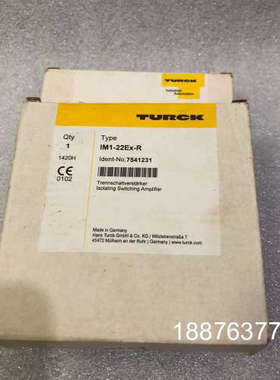 TURCK
Industrial
Automation
TURCK
Qty
1
1420H
CE
0102
Type
IM1-22Ex-R
Ident-No.7541231
Trennschaltverstärker
Isolating Switching Amplifier
Made in Germany
Hans Turck GmbH & Co. KG / Witzlebenstraße 7
45472 Mülheim an der Ruhr / Germany
www.turck.com
18876377